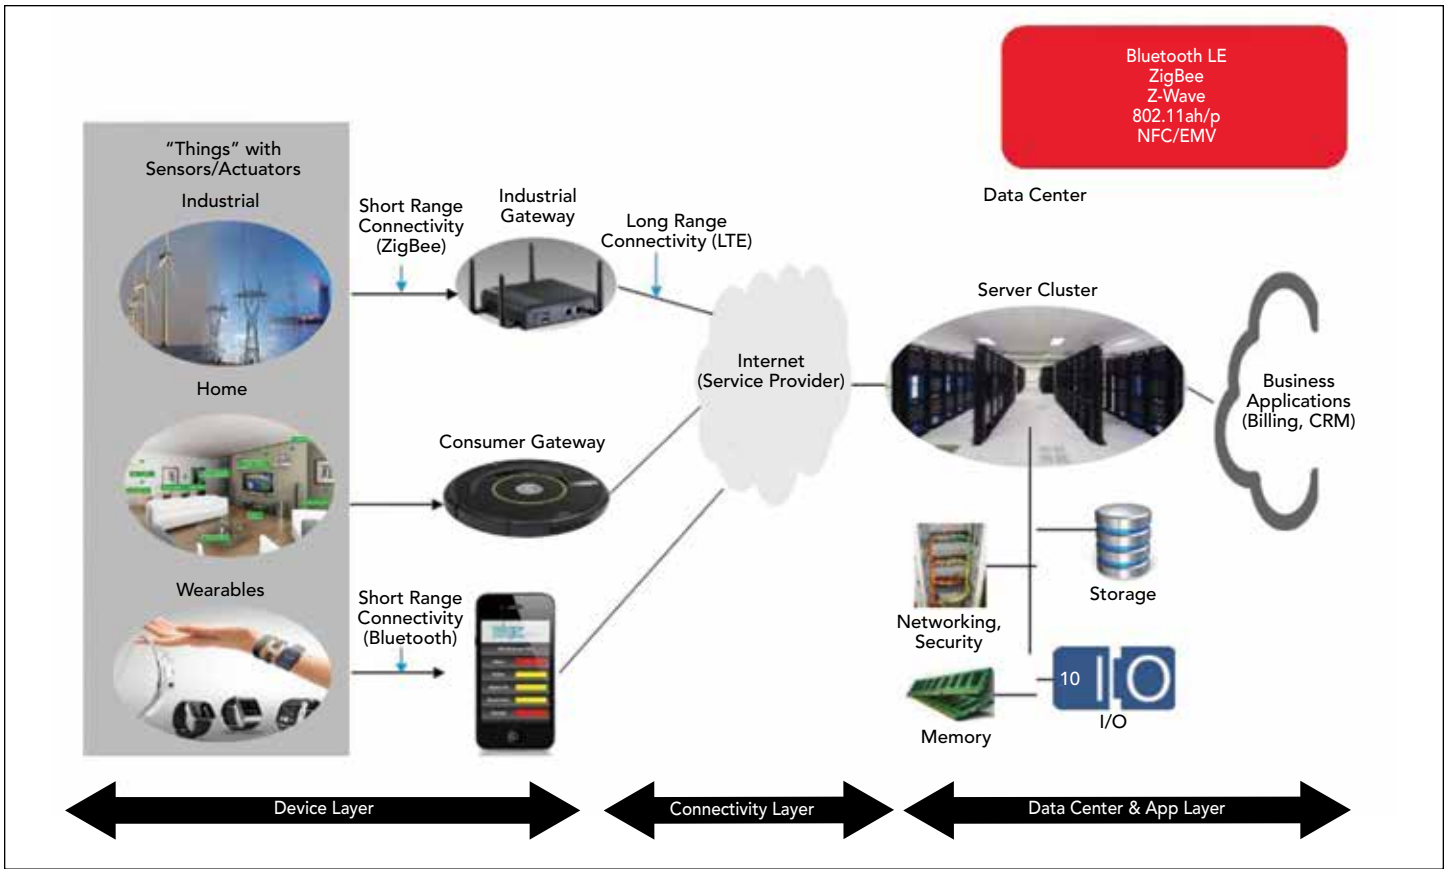 Bluetooth LE
ZigBee
Z-Wave
802.11ah/p
NFC/EMV
“Things” with
Sensors/Actuators
Industrial
Short Range
Connectivity
(ZigBee)
Industrial
Gateway
Long Range
Connectivity (LTE)
Data Center
Server Cluster
Internet
(Service Provider)
Business
Applications
(Billing, CRM)
Home
Consumer Gateway
Wearables
Short Range
Connectivity
(Bluetooth)
Storage
Networking,
Security
10 I/O
I/O
Memory
Device Layer
Connectivity Layer
Data Center & App Layer